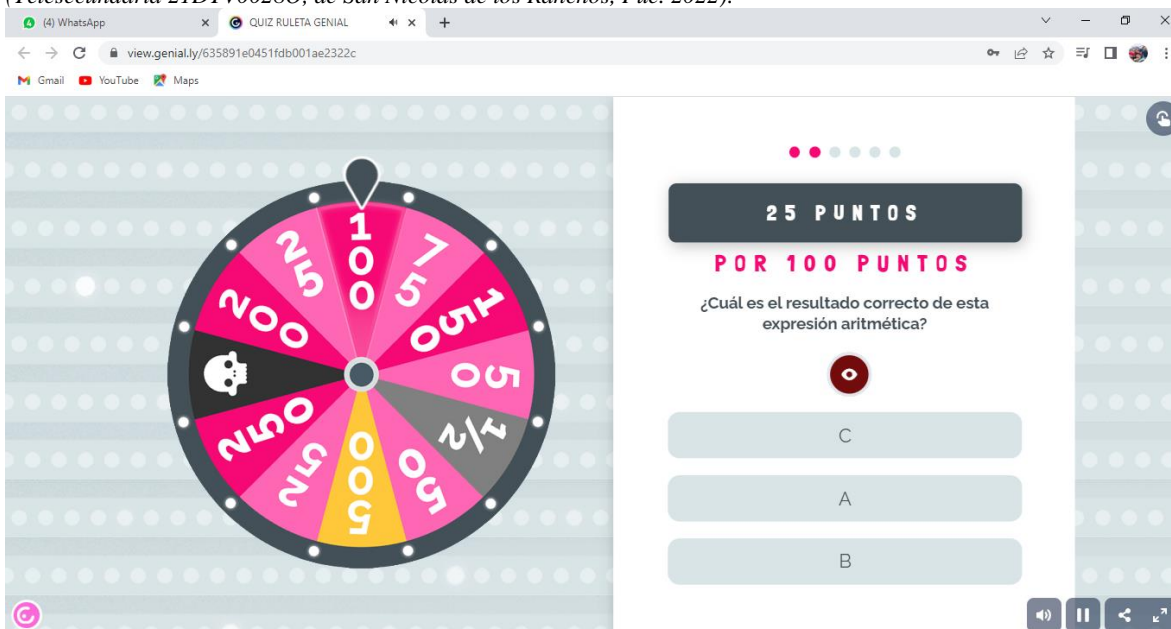 (4) WhatsApp
QUIZ RULETA GENIAL
view.genial.ly/635891e0451fdb001ae2322c
Gmail
YouTube
Maps
100
75
150
50
1/2
50
500
25
250
200
25
25 PUNTOS
POR 100 PUNTOS
¿Cuál es el resultado correcto de esta
expresión aritmética?
C
A
B